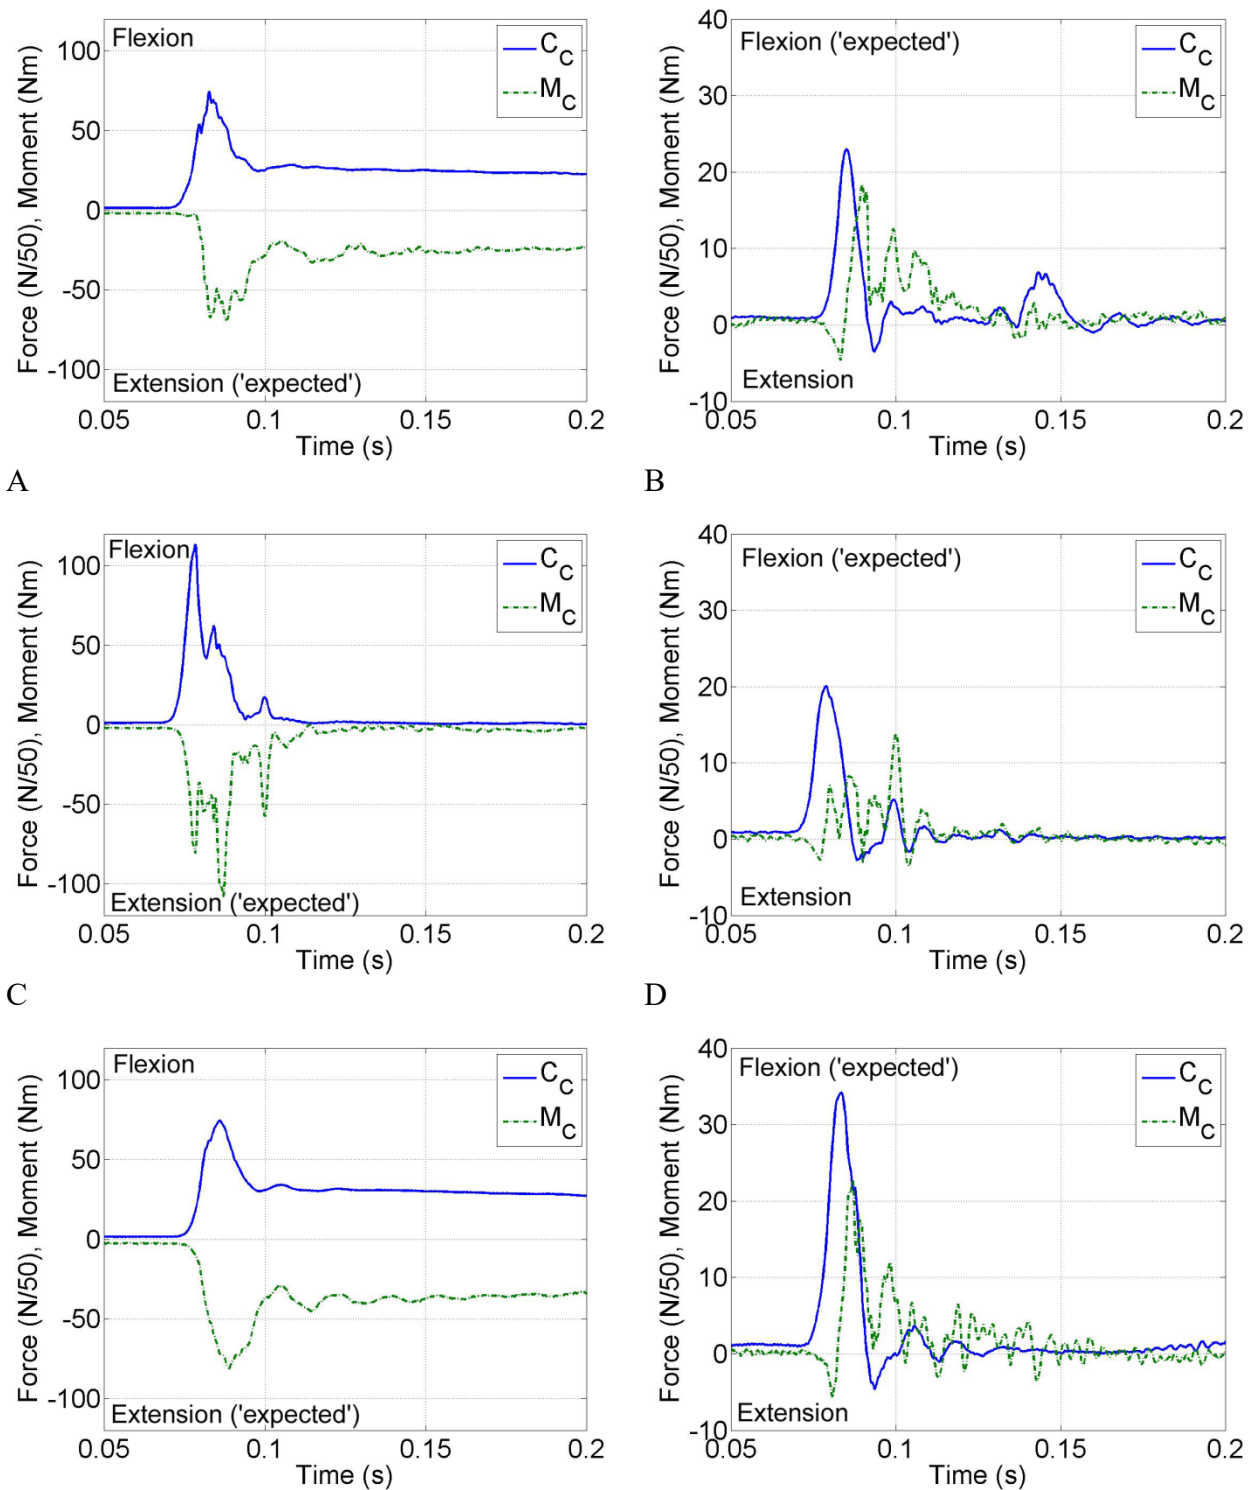 Flexion
C_C
M_C
100
50
0
-50
-100
Force (N/50), Moment (Nm)
Extension ('expected')
0.05 0.1 0.15 0.2
Time (s)
A
Flexion ('expected')
C_C
M_C
40
30
20
10
0
-10
Force (N/50), Moment (Nm)
Extension
0.05 0.1 0.15 0.2
Time (s)
B
Flexion
C_C
M_C
100
50
0
-50
-100
Force (N/50), Moment (Nm)
Extension ('expected')
0.05 0.1 0.15 0.2
Time (s)
C
Flexion ('expected')
C_C
M_C
40
30
20
10
0
-10
Force (N/50), Moment (Nm)
Extension
0.05 0.1 0.15 0.2
Time (s)
D
Flexion
C_C
M_C
100
50
0
-50
-100
Force (N/50), Moment (Nm)
Extension ('expected')
0.05 0.1 0.15 0.2
Time (s)
Flexion ('expected')
C_C
M_C
40
30
20
10
0
-10
Force (N/50), Moment (Nm)
Extension
0.05 0.1 0.15 0.2
Time (s)